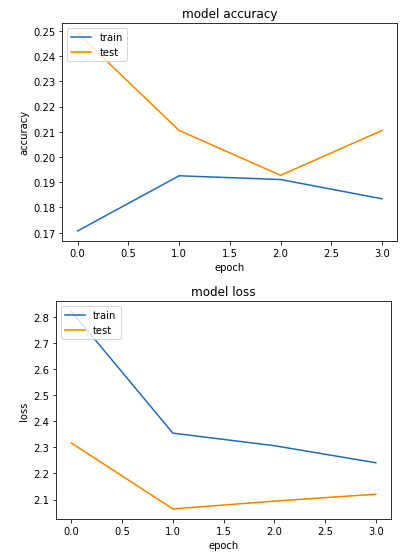 model accuracy
train
test
0.25
0.24
0.23
0.22
0.21
0.20
0.19
0.18
0.17
accuracy
0.0 0.5 1.0 1.5 2.0 2.5 3.0
epoch
model loss
train
test
2.8
2.7
2.6
2.5
2.4
2.3
2.2
2.1
loss
0.0 0.5 1.0 1.5 2.0 2.5 3.0
epoch